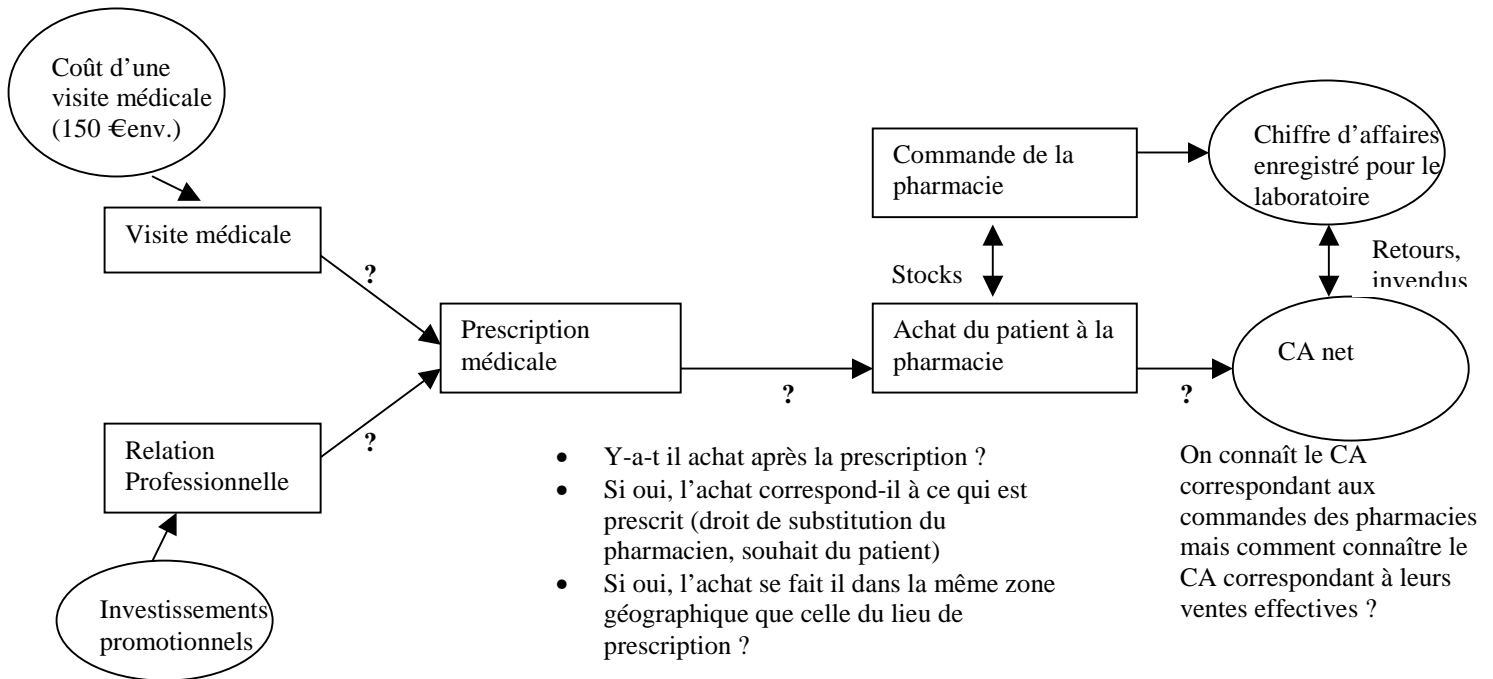 Coût d’une
visite médicale
(150 €env.)
Visite médicale
?
Relation
Professionnelle
?
Investissements
promotionnels
Prescription
médicale
?
Commande de la
pharmacie
Stocks
Achat du patient à la
pharmacie
?
Chiffre d’affaires
enregistré pour le
laboratoire
Retours,
invendus
CA net
• Y-a-t il achat après la prescription ?
• Si oui, l’achat correspond-il à ce qui est
prescrit (droit de substitution du
pharmacien, souhait du patient)
• Si oui, l’achat se fait il dans la même zone
géographique que celle du lieu de
prescription ?
On connaît le CA
correspondant aux
commandes des pharmacies
mais comment connaître le
CA correspondant à leurs
ventes effectives ?